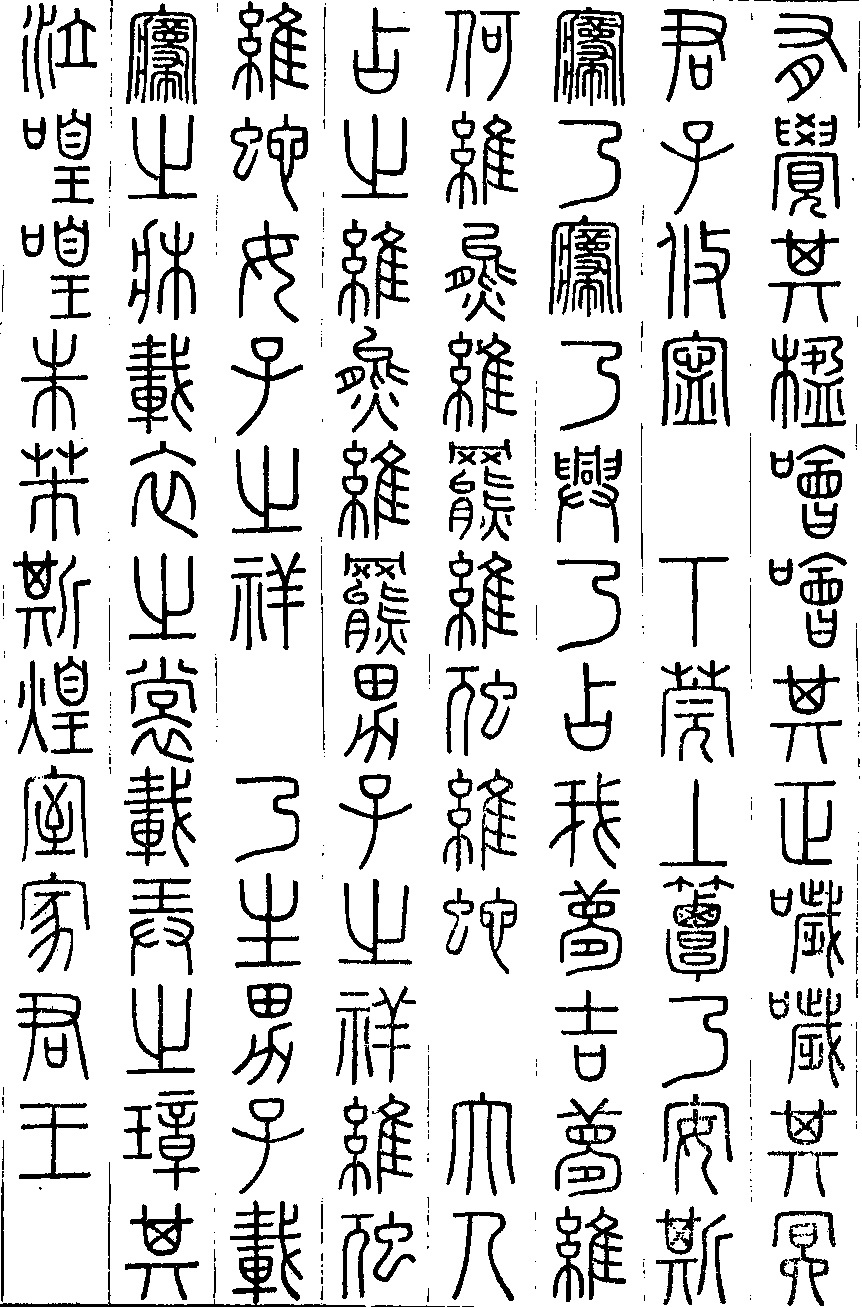 有覺其楹噲噲其正噦噦其冥
君子攸寧 下莞上簟乃安斯
寢乃寢乃興乃占我夢吉夢維
何維熊維羆維虺維蛇 大人
占之維熊維羆男子之祥維虺
維蛇女子之祥 乃生男子載
寢之牀載衣之裳載弄之璋其
泣喤喤朱芾斯煌室家君王